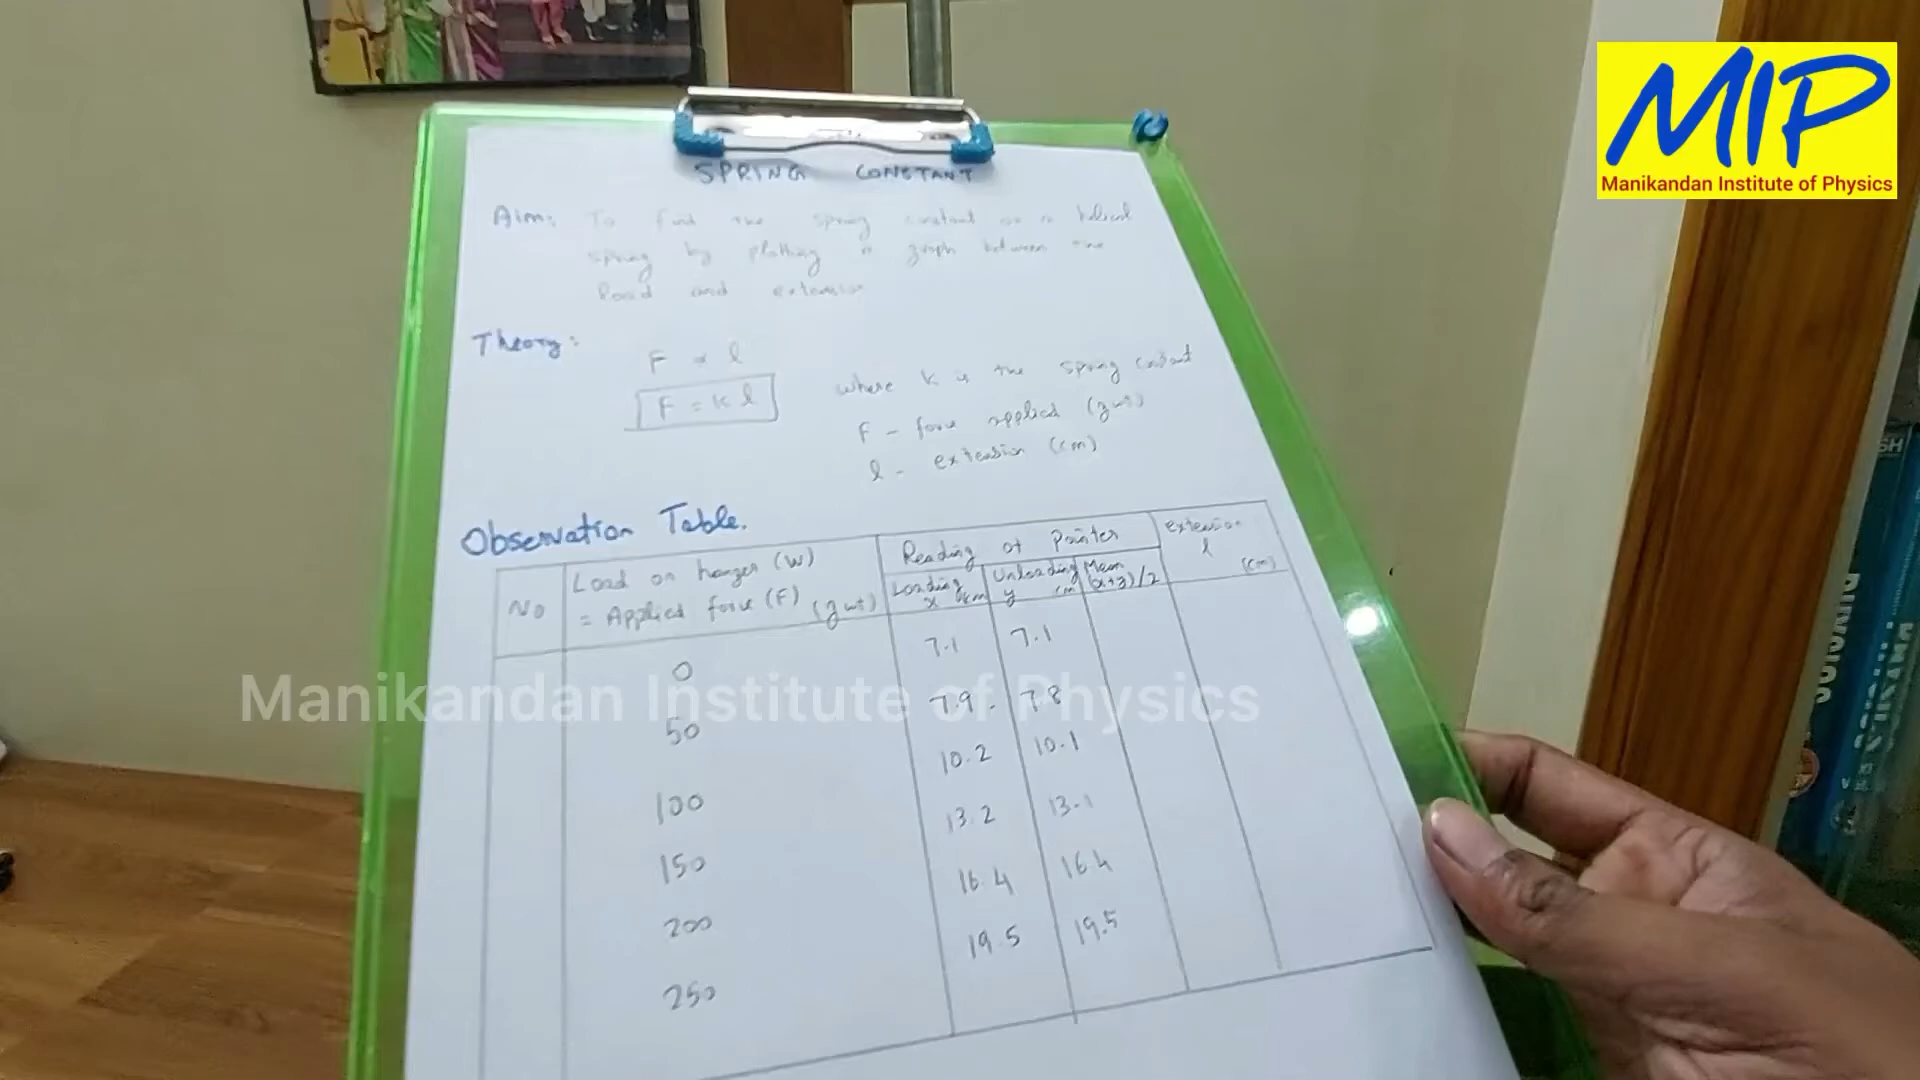 MIP
Manikandan Institute of Physics
SPRING CONSTANT
Aim: To find the spring constant of a helical
spring by plotting a graph between the
load and extension
Theory:
F ∝ l
F = k l
where k is the spring constant
F - force applied (g wt)
l - extension (cm)
Observation Table.
No
Load on hanger (W)
= Applied force (F) (g wt)
Reading of Pointer
Loading x cm
Unloading y cm
Mean (x+y)/2
extension l (cm)
0 7.1 7.1
50 7.9 7.8
100 10.2 10.1
150 13.2 13.1
200 16.4 16.4
250 19.5 19.5
Manikandan Institute of Physics